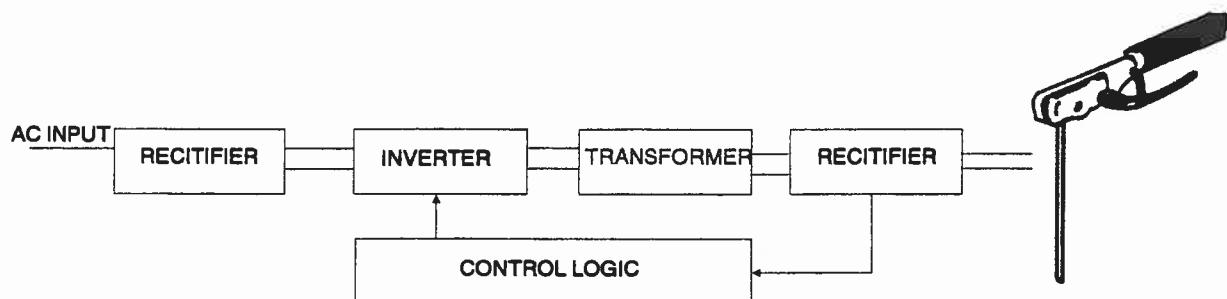 AC INPUT
RECITIFIER
INVERTER
TRANSFORMER
RECITIFIER
CONTROL LOGIC